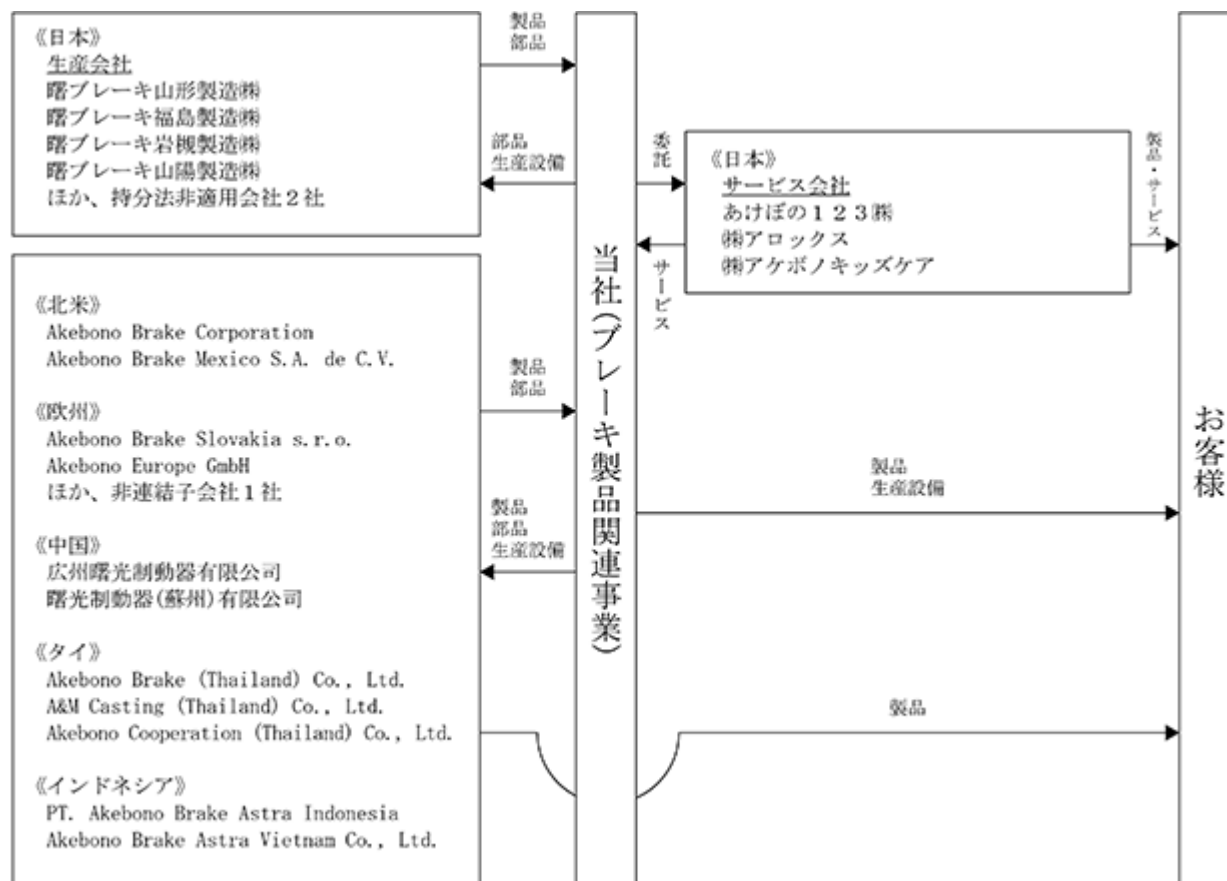 《日本》
生産会社
曙ブレーキ山形製造㈱
曙ブレーキ福島製造㈱
曙ブレーキ岩槻製造㈱
曙ブレーキ山陽製造㈱
ほか、持分法非適用会社２社
製品
部品
部品
生産設備
《北米》
Akebono Brake Corporation
Akebono Brake Mexico S.A. de C.V.
《欧州》
Akebono Brake Slovakia s.r.o.
Akebono Europe GmbH
ほか、非連結子会社１社
《中国》
広州曙光制動器有限公司
曙光制動器(蘇州)有限公司
《タイ》
Akebono Brake (Thailand) Co., Ltd.
A&M Casting (Thailand) Co., Ltd.
Akebono Cooperation (Thailand) Co., Ltd.
《インドネシア》
PT. Akebono Brake Astra Indonesia
Akebono Brake Astra Vietnam Co., Ltd.
製品
部品
製品
部品
生産設備
当社(ブレーキ製品関連事業)
委託
サービス
《日本》
サービス会社
あけぼの１２３㈱
㈱アロックス
㈱アケボノキッズケア
製品・サービス
製品
生産設備
製品
お客様